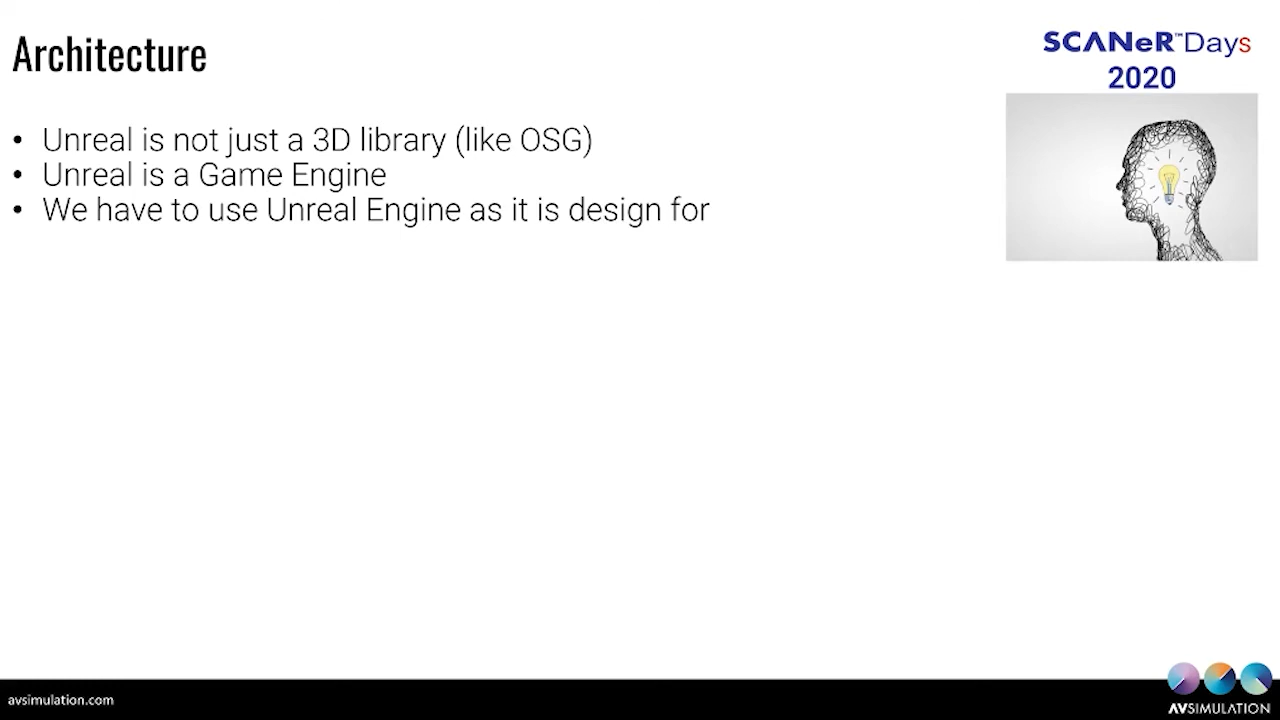 Architecture
SCANeR™Days
2020
• Unreal is not just a 3D library (like OSG)
• Unreal is a Game Engine
• We have to use Unreal Engine as it is design for
avsimulation.com
AVSIMULATION